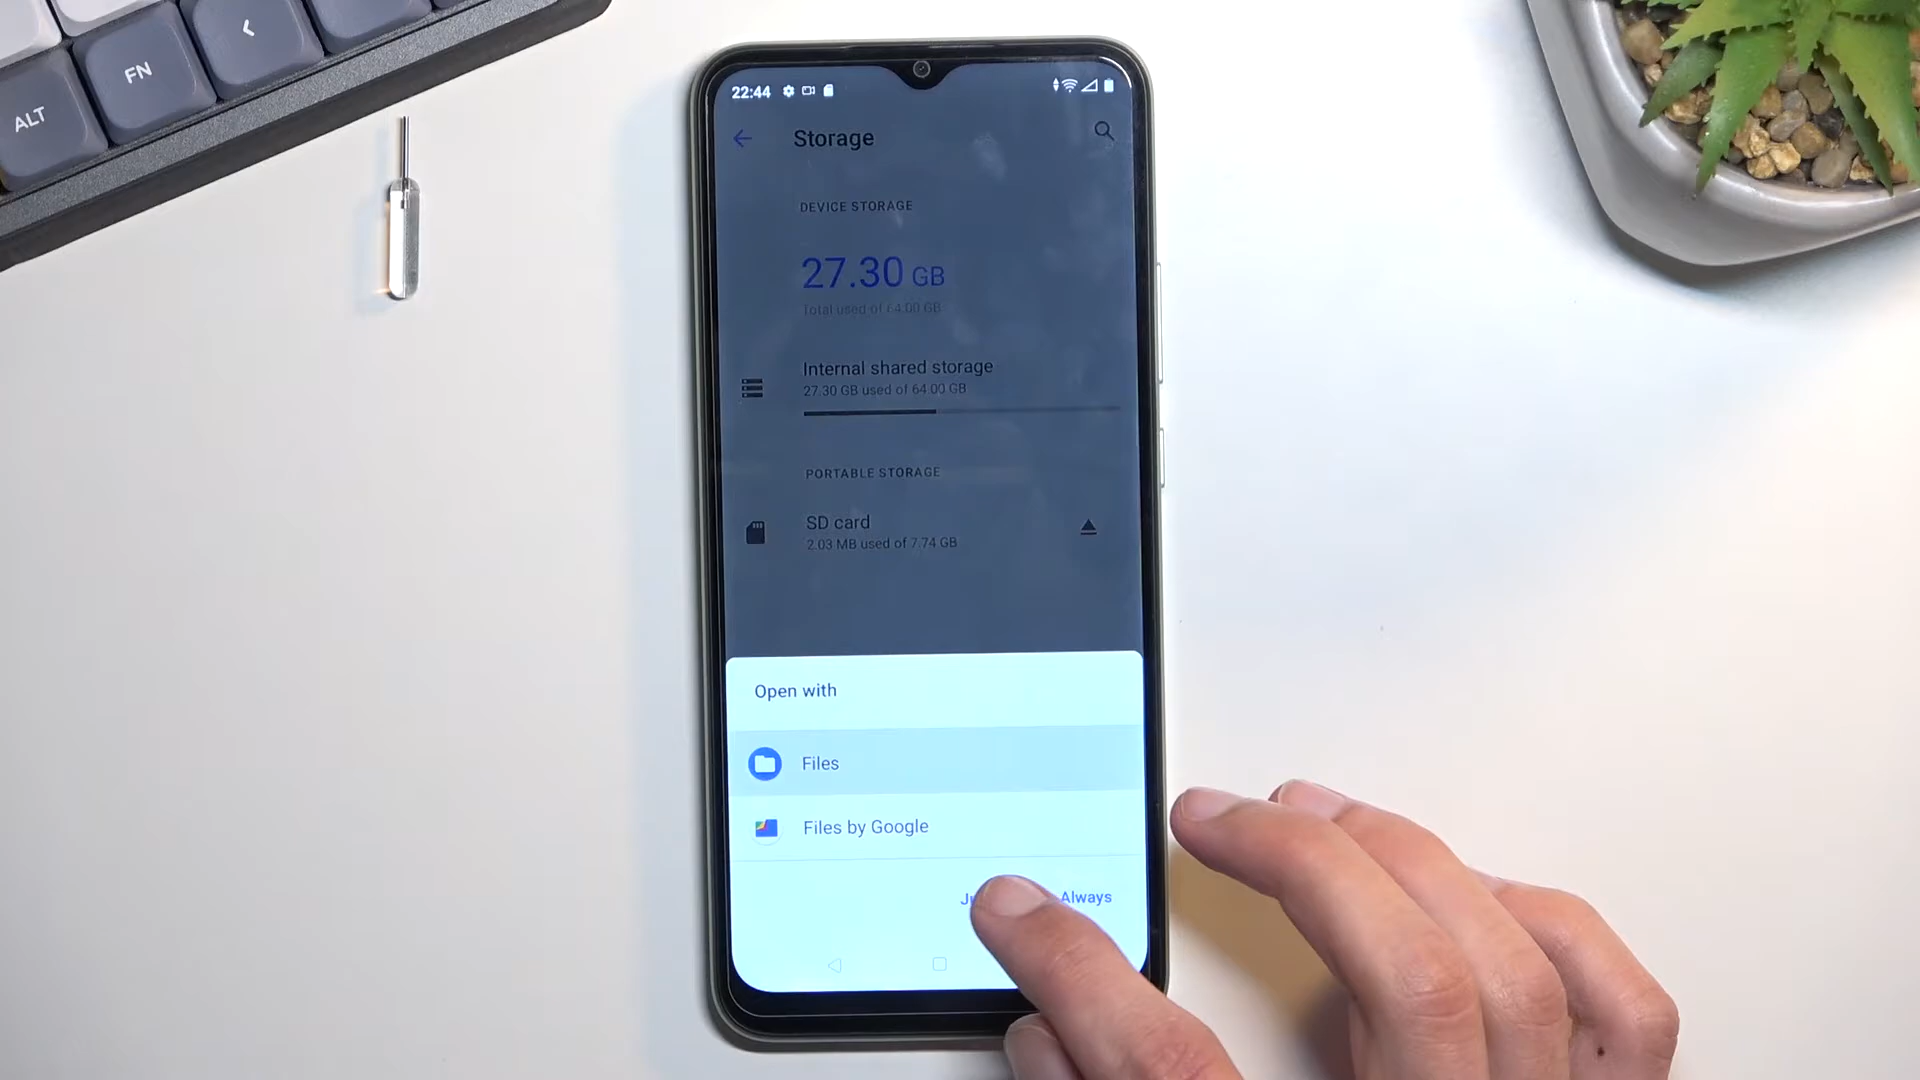 ALT
FN
22:44
Storage
DEVICE STORAGE
27.30 GB
Total used of 64.00 GB
Internal shared storage
27.30 GB used of 64.00 GB
PORTABLE STORAGE
SD card
2.03 MB used of 7.74 GB
Open with
Files
Files by Google
Always